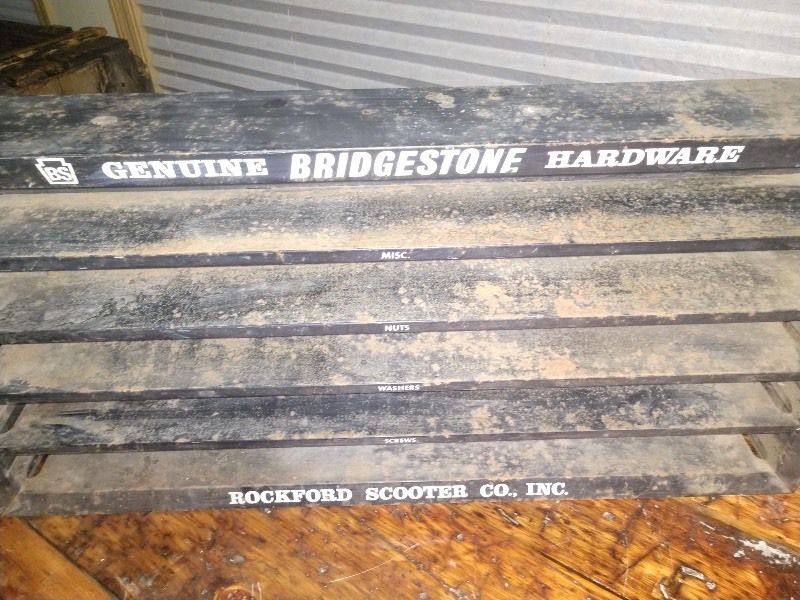 BS GENUINE BRIDGESTONE HARDWARE
MISC.
NUTS
WASHERS
SCREWS
ROCKFORD SCOOTER CO., INC.